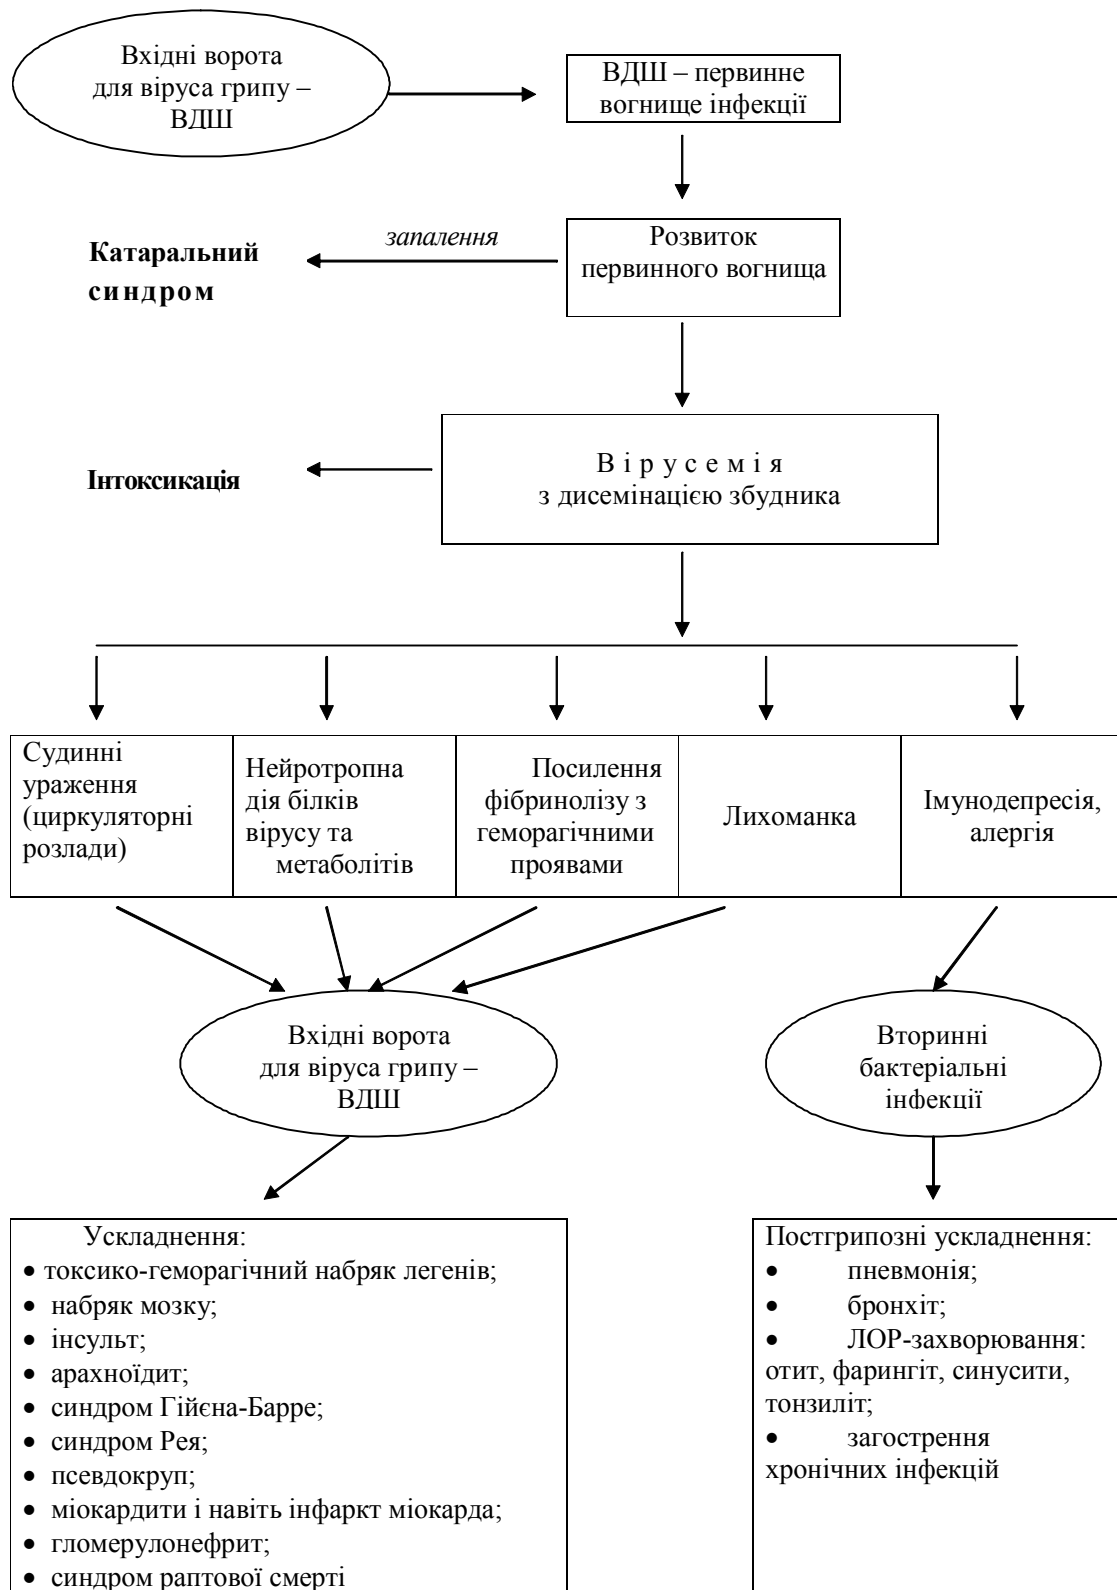 Вхідні ворота
для віруса грипу –
ВДШ
ВДШ – первинне
вогнище інфекції
запалення
Розвиток
первинного вогнища
Катаральний
синдром
Вірусемія
з дисемінацією збудника
Інтоксикація
Судинні
ураження
(циркуляторні
розлади)
Нейротропна
дія білків
вірусу та
метаболітів
Посилення
фібринолізу з
геморагічними
проявами
Лихоманка
Імунодепресія,
алергія
Вхідні ворота
для віруса грипу –
ВДШ
Вторинні
бактеріальні
інфекції
Ускладнення:
• токсико-геморагічний набряк легенів;
• набряк мозку;
• інсульт;
• арахноїдит;
• синдром Гійєна-Барре;
• синдром Рея;
• псевдокруп;
• міокардити і навіть інфаркт міокарда;
• гломерулонефрит;
• синдром раптової смерті
Постгрипозні ускладнення:
• пневмонія;
• бронхіт;
• ЛОР-захворювання:
отит, фарингіт, синусити,
тонзиліт;
• загострення
хронічних інфекцій